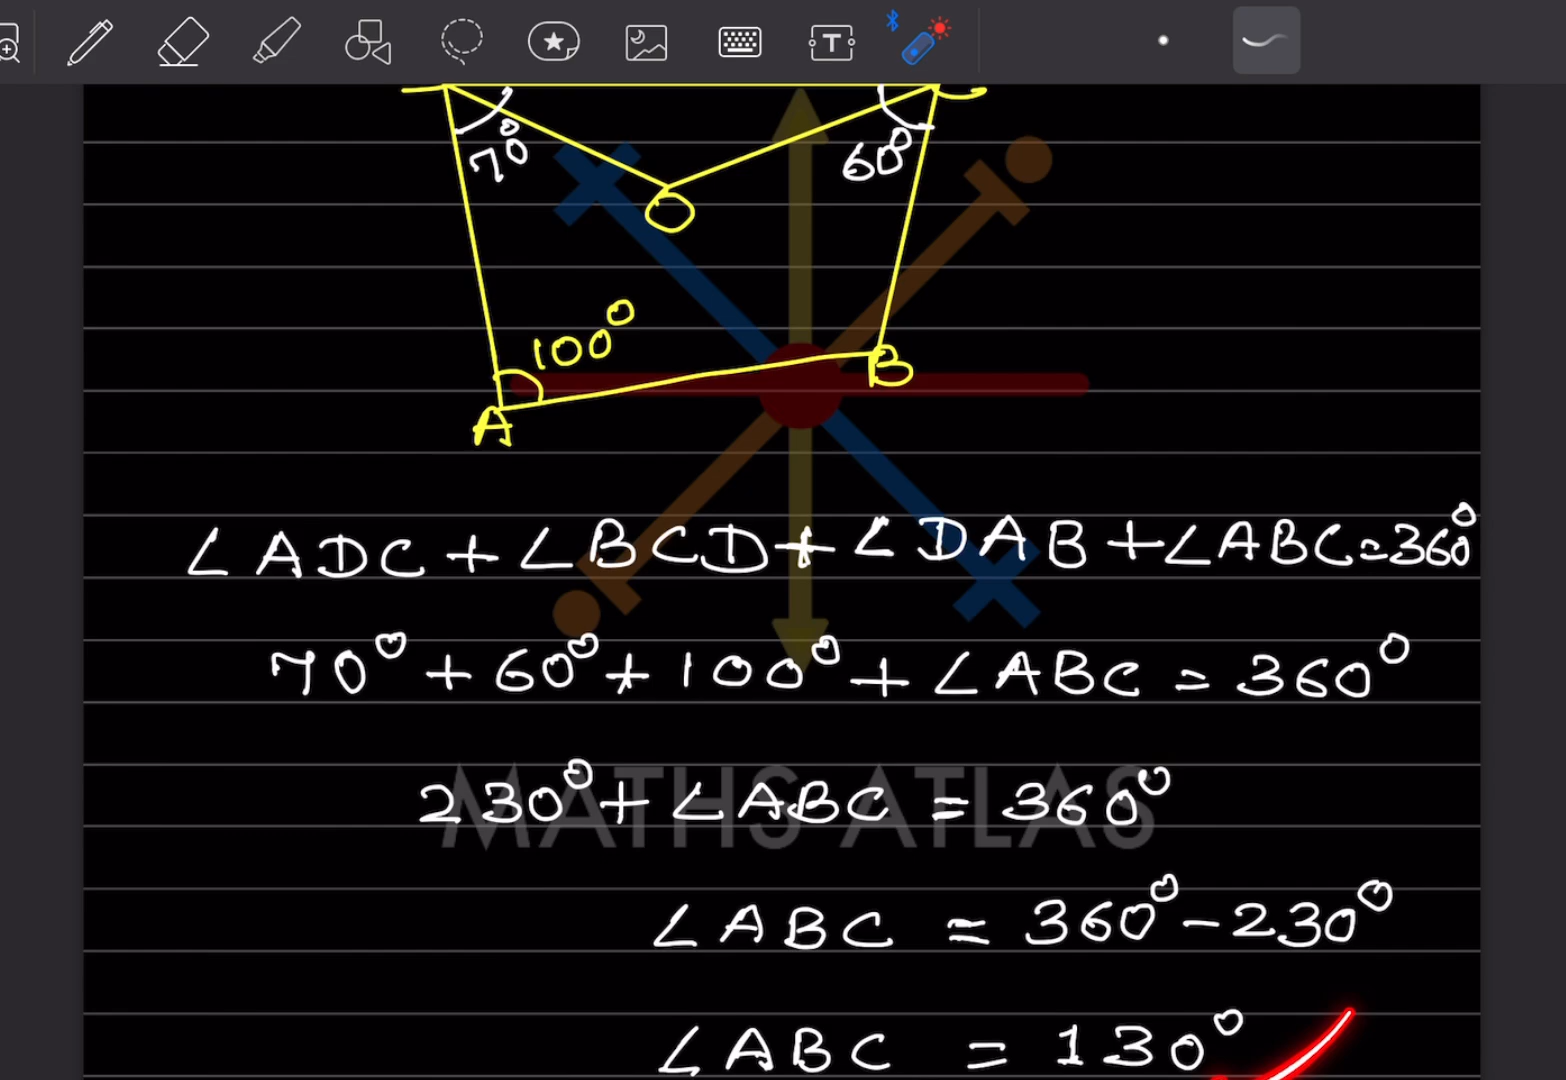 T
70°
60°
O
100°
B
A
∠ADC + ∠BCD + ∠DAB + ∠ABC = 360°
70° + 60° + 100° + ∠ABC = 360°
230° + ∠ABC = 360°
MATHS ATLAS
∠ABC = 360° - 230°
∠ABC = 130°